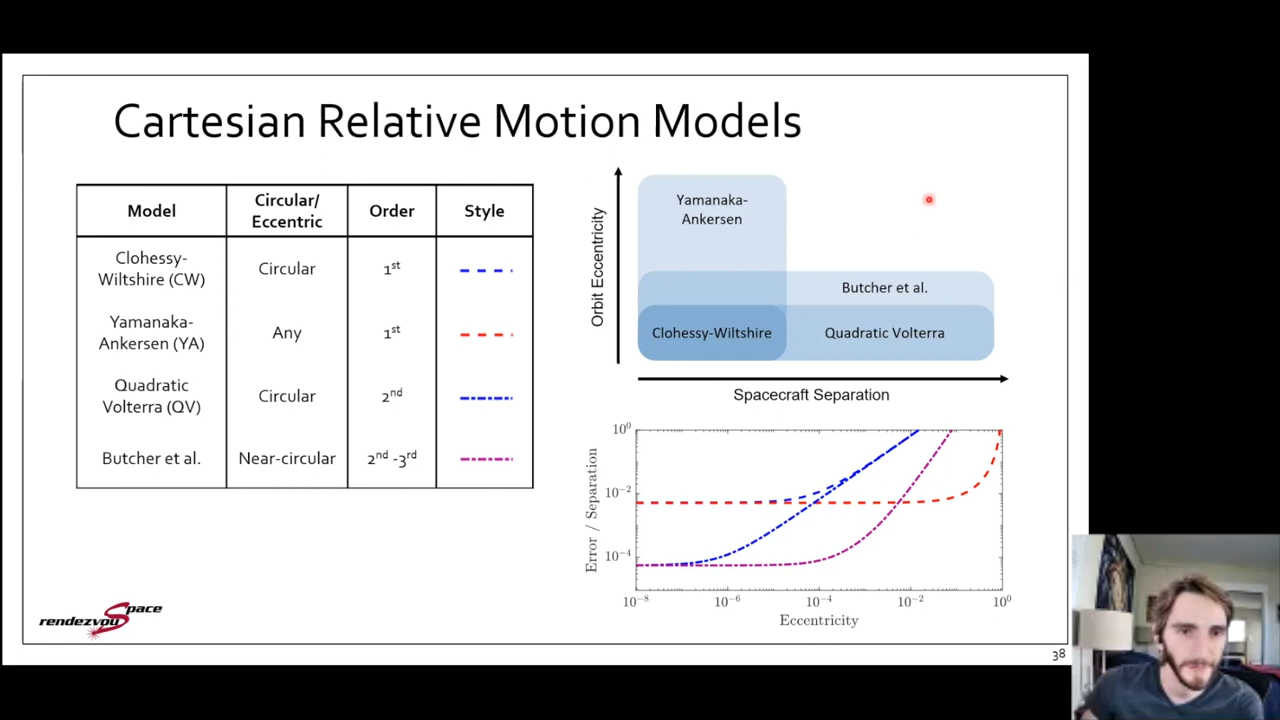 Cartesian Relative Motion Models
Model
Circular/
Eccentric
Order
Style
Clohessy-
Wiltshire (CW)
Circular
1st
Yamanaka-
Ankersen (YA)
Any
1st
Quadratic
Volterra (QV)
Circular
2nd
Butcher et al.
Near-circular
2nd -3rd
Orbit Eccentricity
Yamanaka-
Ankersen
Butcher et al.
Clohessy-Wiltshire
Quadratic Volterra
Spacecraft Separation
Error / Separation
10^0
10^-2
10^-4
10^-8
10^-6
10^-4
10^-2
10^0
Eccentricity
Space
rendezvou
38